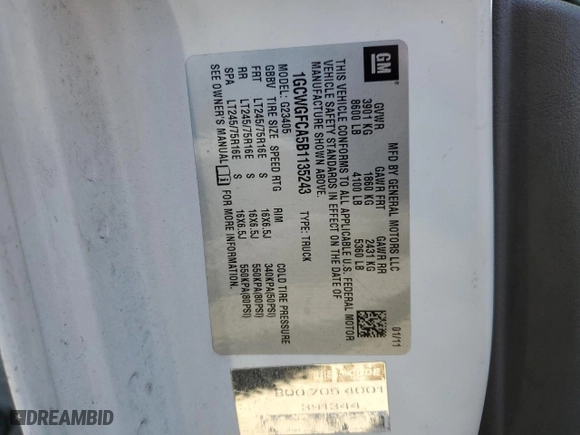 GM
MFD BY GENERAL MOTORS LLC
01/11
GVWR GAWR FRT GAWR RR
3901 KG 1860 KG 2431 KG
8600 LB 4100 LB 5360 LB
THIS VEHICLE CONFORMS TO ALL APPLICABLE U.S. FEDERAL MOTOR
VEHICLE SAFETY STANDARDS IN EFFECT ON THE DATE OF
MANUFACTURE SHOWN ABOVE.
1GCWGFCA5B1135243 TYPE: TRUCK
MODEL: G23405
GBBV TIRE SIZE SPEED RTG RIM COLD TIRE PRESSURE
FRT LT245/75R16E S 16X6.5J 340KPA(50PSI)
RR LT245/75R16E S 16X6.5J 550KPA(80PSI)
SPA LT245/75R16E S 16X6.5J 550KPA(80PSI)
SEE OWNER'S MANUAL FOR MORE INFORMATION.
4001
391344
DREAMBID